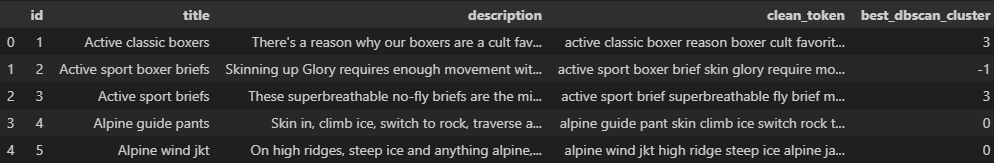 id title description clean_token best_dbscan_cluster
0 1 Active classic boxers There's a reason why our boxers are a cult fav... active classic boxer reason boxer cult favorit... 3
1 2 Active sport boxer briefs Skinning up Glory requires enough movement wit... active sport boxer brief skin glory require mo... -1
2 3 Active sport briefs These superbreathable no-fly briefs are the mi... active sport brief superbreathable fly brief m... 3
3 4 Alpine guide pants Skin in, climb ice, switch to rock, traverse a... alpine guide pant skin climb ice switch rock t... 0
4 5 Alpine wind jkt On high ridges, steep ice and anything alpine,... alpine wind jkt high ridge steep ice alpine ja... 0